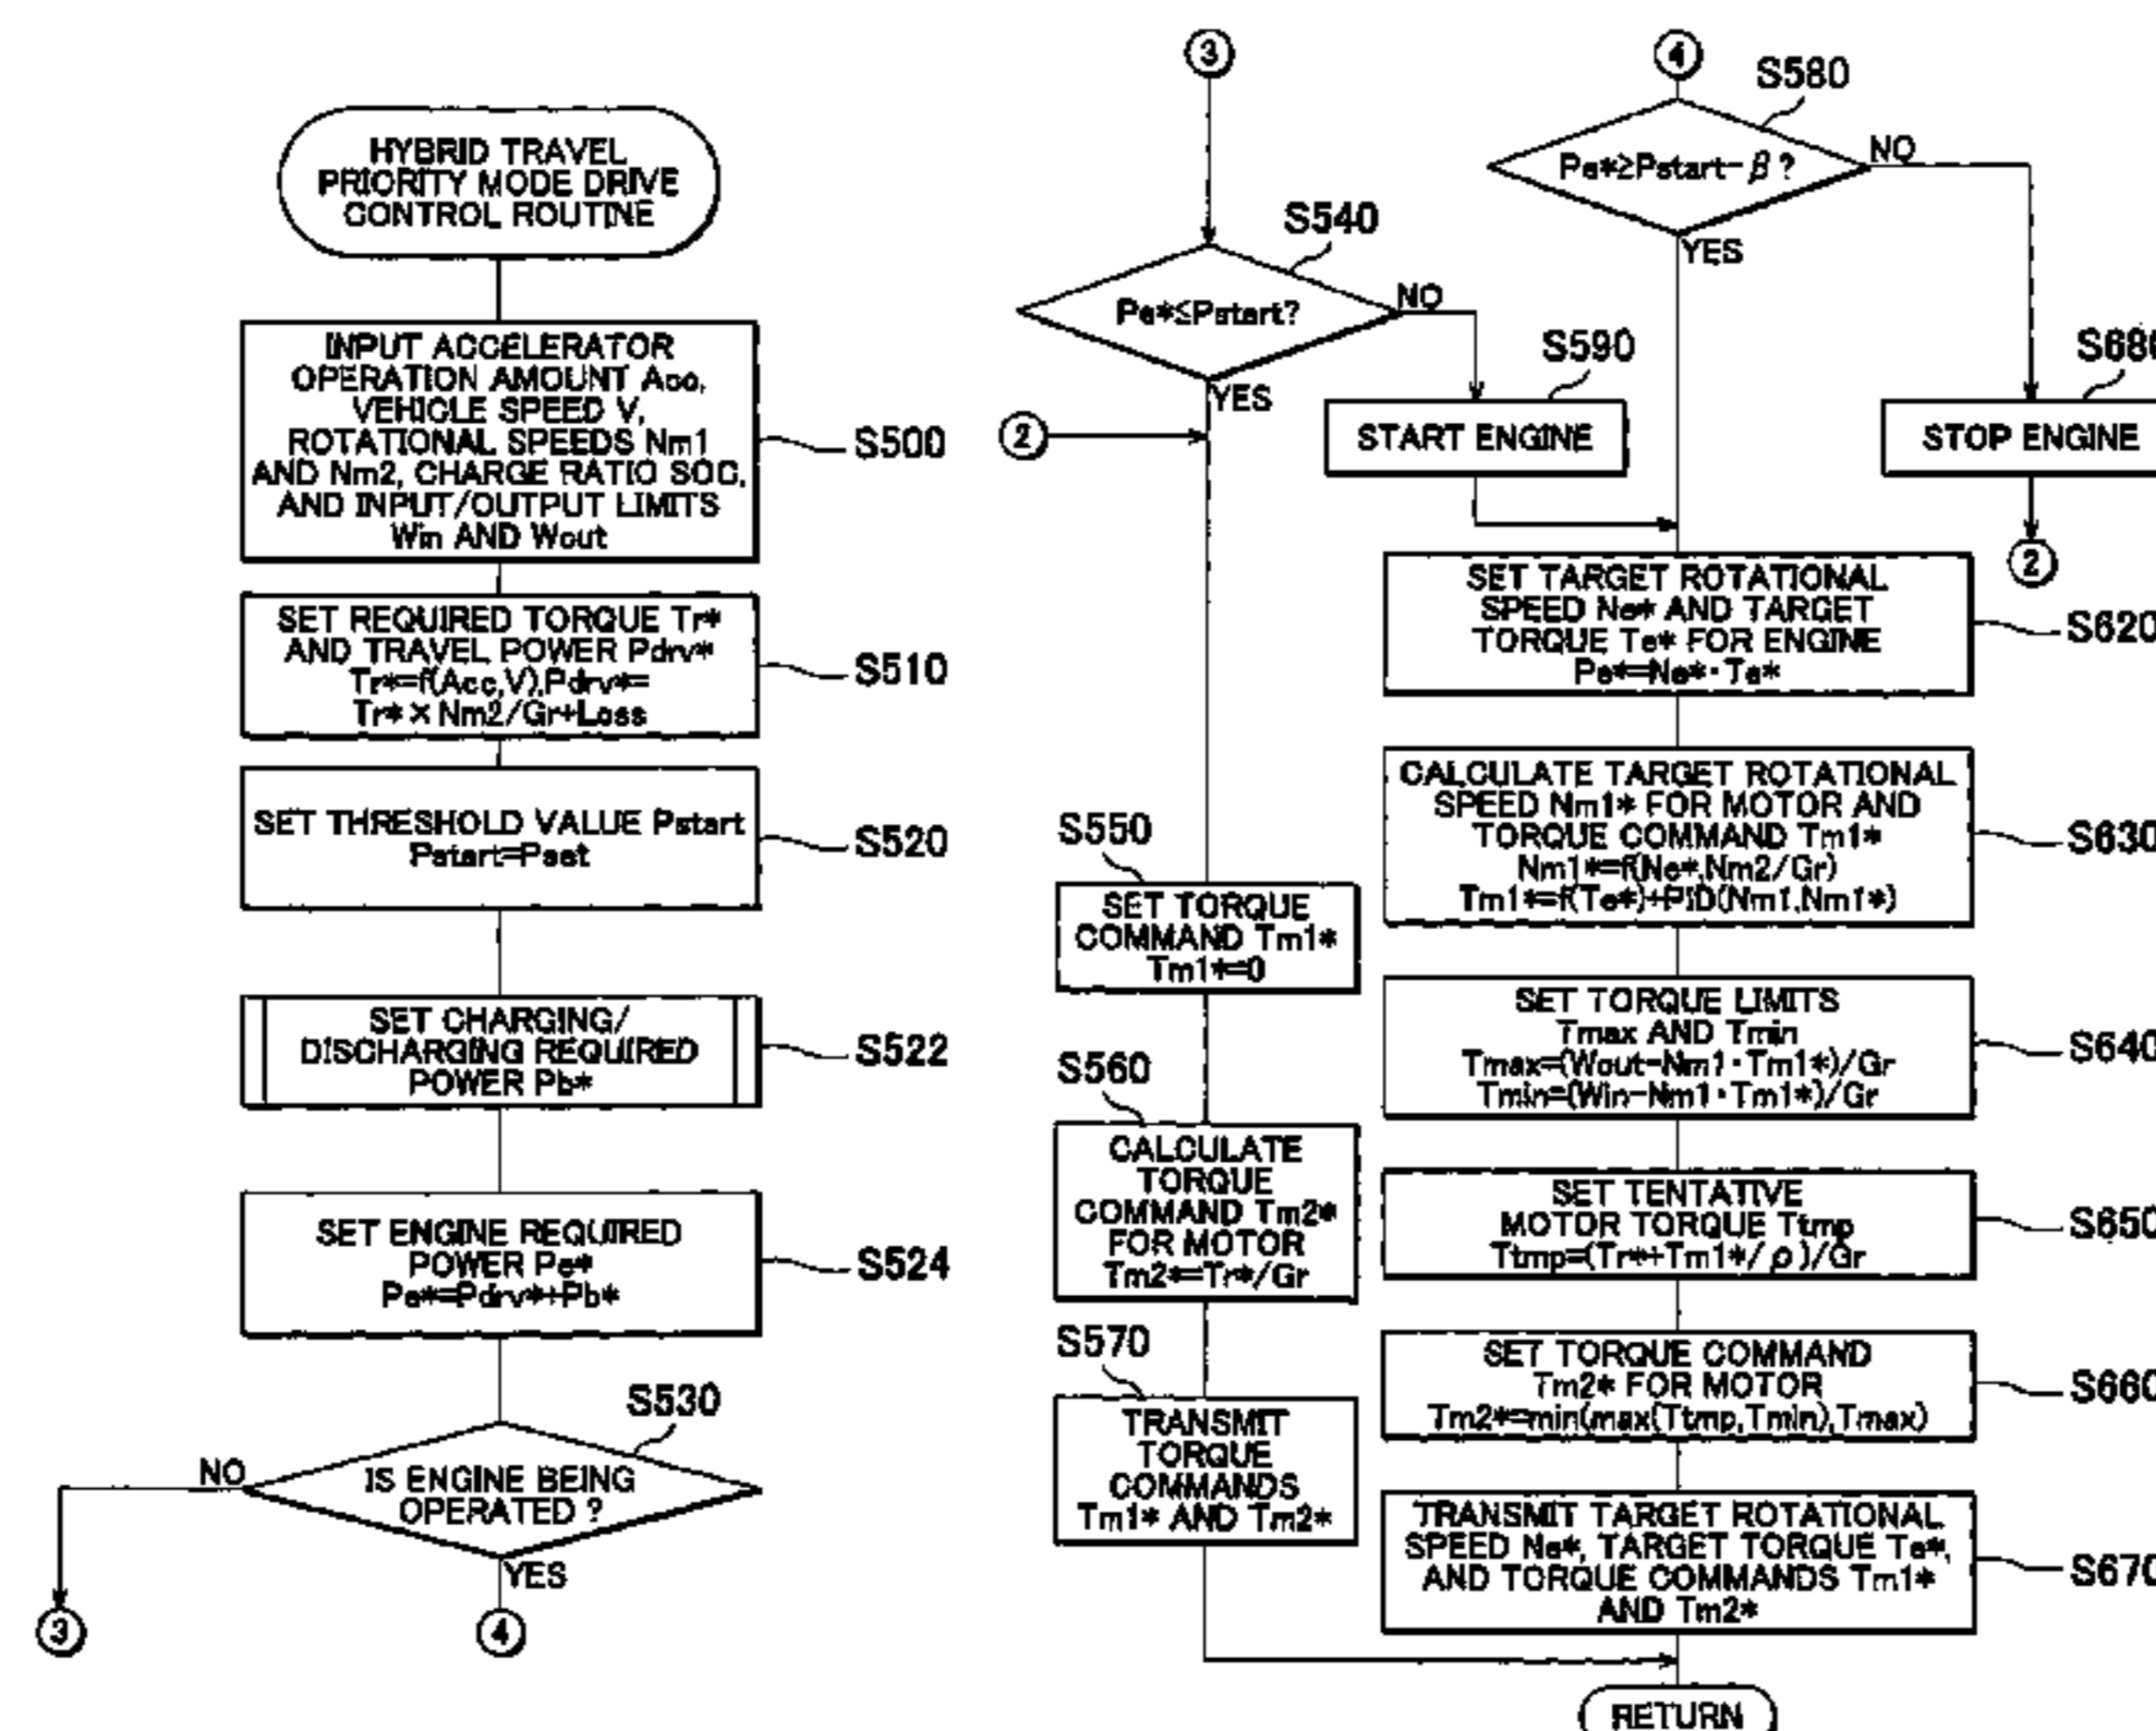 HYBRID TRAVEL
PRIORITY MODE DRIVE
CONTROL ROUTINE
INPUT ACCELERATOR
OPERATION AMOUNT Acc,
VEHICLE SPEED V,
ROTATIONAL SPEEDS Nm1
AND Nm2, CHARGE RATIO SOC,
AND INPUT/OUTPUT LIMITS
Win AND Wout
S500
SET REQUIRED TORQUE Tr*
AND TRAVEL POWER Pdrv*
Tr*=f(Acc,V),Pdrv*=
Tr*×Nm2/Gr+Loss
S510
SET THRESHOLD VALUE Pstart
Pstart=Pset
S520
SET CHARGING/
DISCHARGING REQUIRED
POWER Pb*
S522
SET ENGINE REQUIRED
POWER Pe*
Pe*=Pdrv*+Pb*
S524
S530
IS ENGINE BEING
OPERATED ?
NO
YES
③
④
③
S540
Pe*≤Pstart?
NO
YES
②
S590
START ENGINE
S550
SET TORQUE
COMMAND Tm1*
Tm1*=0
S560
CALCULATE
TORQUE
COMMAND Tm2*
FOR MOTOR
Tm2*=Tr*/Gr
S570
TRANSMIT
TORQUE
COMMANDS
Tm1* AND Tm2*
④
S580
Pe*≥Pstart-β?
NO
YES
S680
STOP ENGINE
②
SET TARGET ROTATIONAL
SPEED Ne* AND TARGET
TORQUE Te* FOR ENGINE
Pe*=Ne*·Te*
S620
CALCULATE TARGET ROTATIONAL
SPEED Nm1* FOR MOTOR AND
TORQUE COMMAND Tm1*
Nm1*=f(Ne*,Nm2/Gr)
Tm1*=f(Te*)+PID(Nm1,Nm1*)
S630
SET TORQUE LIMITS
Tmax AND Tmin
Tmax=(Wout-Nm1·Tm1*)/Gr
Tmin=(Win-Nm1·Tm1*)/Gr
S640
SET TENTATIVE
MOTOR TORQUE Ttmp
Ttmp=(Tr*+Tm1*/ρ)/Gr
S650
SET TORQUE COMMAND
Tm2* FOR MOTOR
Tm2*=min(max(Ttmp,Tmin),Tmax)
S660
TRANSMIT TARGET ROTATIONAL
SPEED Ne*, TARGET TORQUE Te*,
AND TORQUE COMMANDS Tm1*
AND Tm2*
S670
RETURN